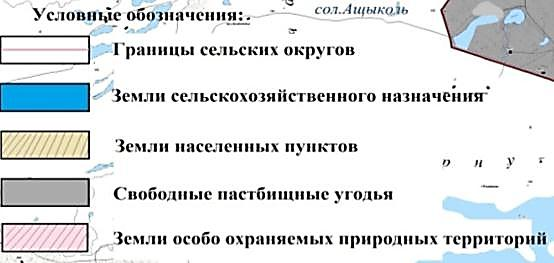 Условные обозначения:
сол.Ащыколь
Границы сельских округов
Земли сельскохозяйственного назначения
Земли населенных пунктов
р н у
Свободные пастбищные угодья
Земли особо охраняемых природных территорий